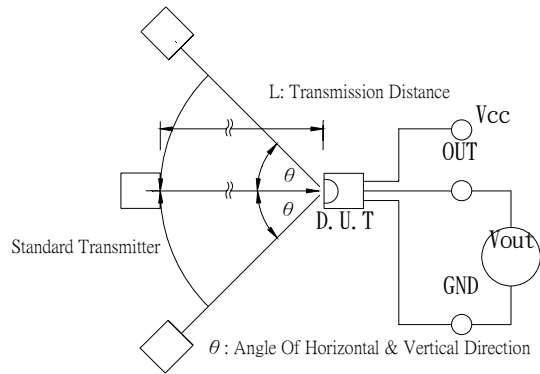 L: Transmission Distance
Vcc
OUT
θ
θ
D.U.T
Standard Transmitter
Vout
GND
θ : Angle Of Horizontal & Vertical Direction